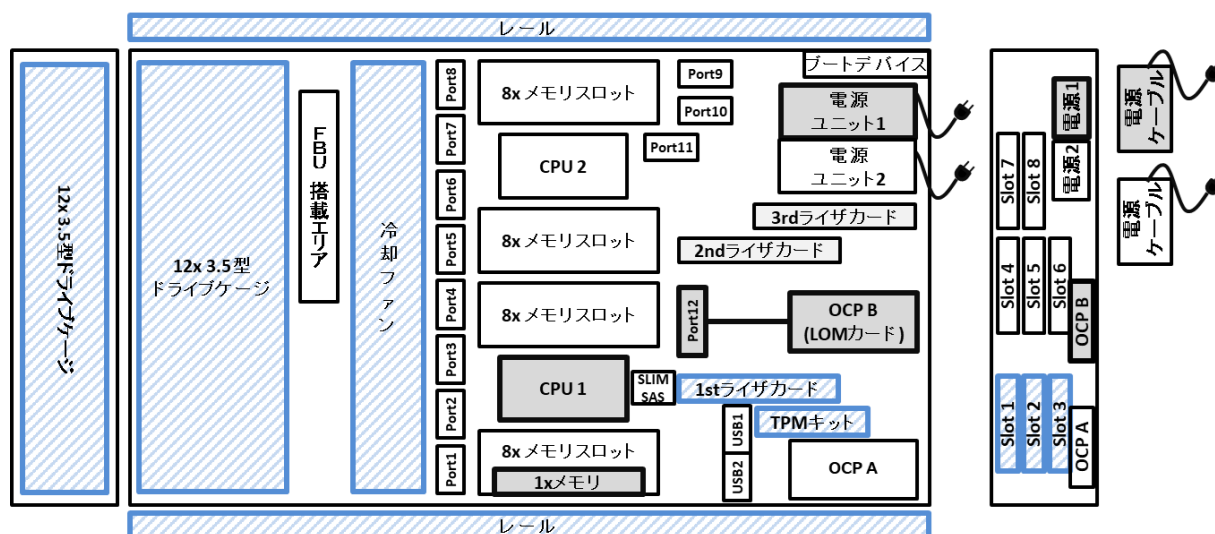 レール
12x 3.5型ドライブケージ
12x 3.5型
ドライブケージ
FBU 搭載エリア
冷却ファン
Port8
Port7
Port6
Port5
Port4
Port3
Port2
Port1
8x メモリスロット
CPU 2
8xメモリスロット
8xメモリスロット
CPU 1
SLIM
SAS
8xメモリスロット
1xメモリ
Port9
Port10
Port11
ブートデバイス
電源
ユニット1
電源
ユニット2
3rdライザカード
2ndライザカード
Port12
OCP B
(LOMカード)
1stライザカード
TPMキット
USB1
USB2
OCP A
レール
電源1
電源2
Slot 7
Slot 8
Slot 4
Slot 5
Slot 6
OCP B
Slot 1
Slot 2
Slot 3
OCP A
電源
ケーブル
電源
ケーブル